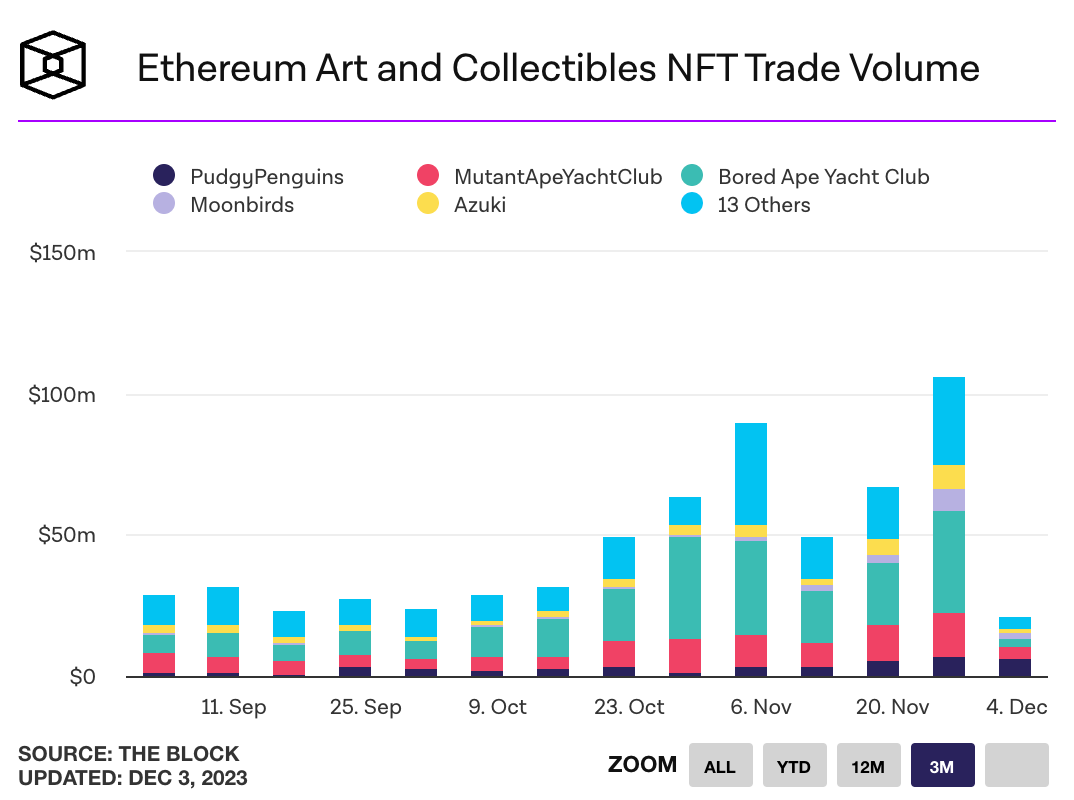 Ethereum Art and Collectibles NFT Trade Volume
PudgyPenguins MutantApeYachtClub Bored Ape Yacht Club
Moonbirds Azuki 13 Others
$150m
$100m
$50m
$0
11. Sep 25. Sep 9. Oct 23. Oct 6. Nov 20. Nov 4. Dec
SOURCE: THE BLOCK
UPDATED: DEC 3, 2023
ZOOM ALL YTD 12M 3M